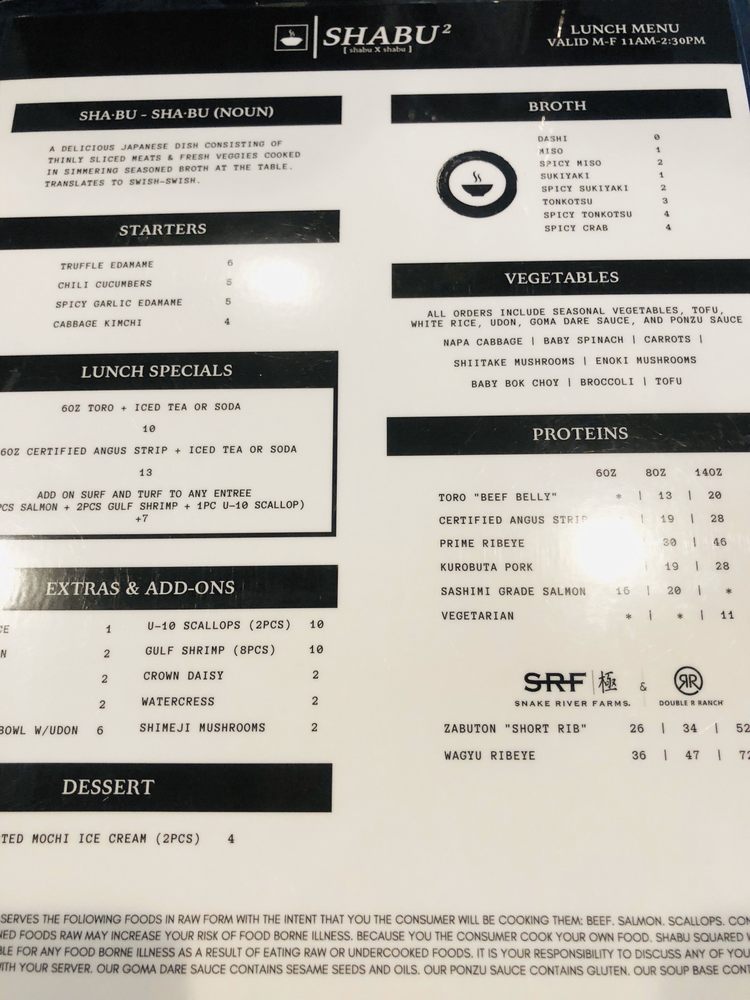 SHABU²
[ shabu X shabu ]
LUNCH MENU
VALID M-F 11AM-2:30PM
SHA·BU - SHA·BU (NOUN)
A DELICIOUS JAPANESE DISH CONSISTING OF
THINLY SLICED MEATS & FRESH VEGGIES COOKED
IN SIMMERING SEASONED BROTH AT THE TABLE.
TRANSLATES TO SWISH-SWISH.
STARTERS
TRUFFLE EDAMAME 6
CHILI CUCUMBERS 5
SPICY GARLIC EDAMAME 5
CABBAGE KIMCHI 4
LUNCH SPECIALS
6OZ TORO + ICED TEA OR SODA
10
6OZ CERTIFIED ANGUS STRIP + ICED TEA OR SODA
13
ADD ON SURF AND TURF TO ANY ENTREE
PCS SALMON + 2PCS GULF SHRIMP + 1PC U-10 SCALLOP)
+7
EXTRAS & ADD-ONS
CE 1 U-10 SCALLOPS (2PCS) 10
N 2 GULF SHRIMP (8PCS) 10
2 CROWN DAISY 2
2 WATERCRESS 2
BOWL W/UDON 6 SHIMEJI MUSHROOMS 2
DESSERT
TED MOCHI ICE CREAM (2PCS) 4
BROTH
DASHI 0
MISO 1
SPICY MISO 2
SUKIYAKI 1
SPICY SUKIYAKI 2
TONKOTSU 3
SPICY TONKOTSU 4
SPICY CRAB 4
VEGETABLES
ALL ORDERS INCLUDE SEASONAL VEGETABLES, TOFU,
WHITE RICE, UDON, GOMA DARE SAUCE, AND PONZU SAUCE
NAPA CABBAGE | BABY SPINACH | CARROTS |
SHIITAKE MUSHROOMS | ENOKI MUSHROOMS
BABY BOK CHOY | BROCCOLI | TOFU
PROTEINS
6OZ 8OZ 14OZ
TORO "BEEF BELLY" * | 13 | 20
CERTIFIED ANGUS STRIP | 19 | 28
PRIME RIBEYE 30 | 46
KUROBUTA PORK | 19 | 28
SASHIMI GRADE SALMON 16 | 20 | *
VEGETARIAN * | * | 11
SRF 極 & RR
SNAKE RIVER FARMS. DOUBLE R RANCH
ZABUTON "SHORT RIB" 26 | 34 | 52
WAGYU RIBEYE 36 | 47 | 72
SERVES THE FOLLOWING FOODS IN RAW FORM WITH THE INTENT THAT YOU THE CONSUMER WILL BE COOKING THEM: BEEF. SALMON. SCALLOPS. CON
NED FOODS RAW MAY INCREASE YOUR RISK OF FOOD BORNE ILLNESS. BECAUSE YOU THE CONSUMER COOK YOUR OWN FOOD. SHABU SQUARED W
BLE FOR ANY FOOD BORNE ILLNESS AS A RESULT OF EATING RAW OR UNDERCOOKED FOODS. IT IS YOUR RESPONSIBILITY TO DISCUSS ANY OF YOU
ITH YOUR SERVER. OUR GOMA DARE SAUCE CONTAINS SESAME SEEDS AND OILS. OUR PONZU SAUCE CONTAINS GLUTEN. OUR SOUP BASE CONT